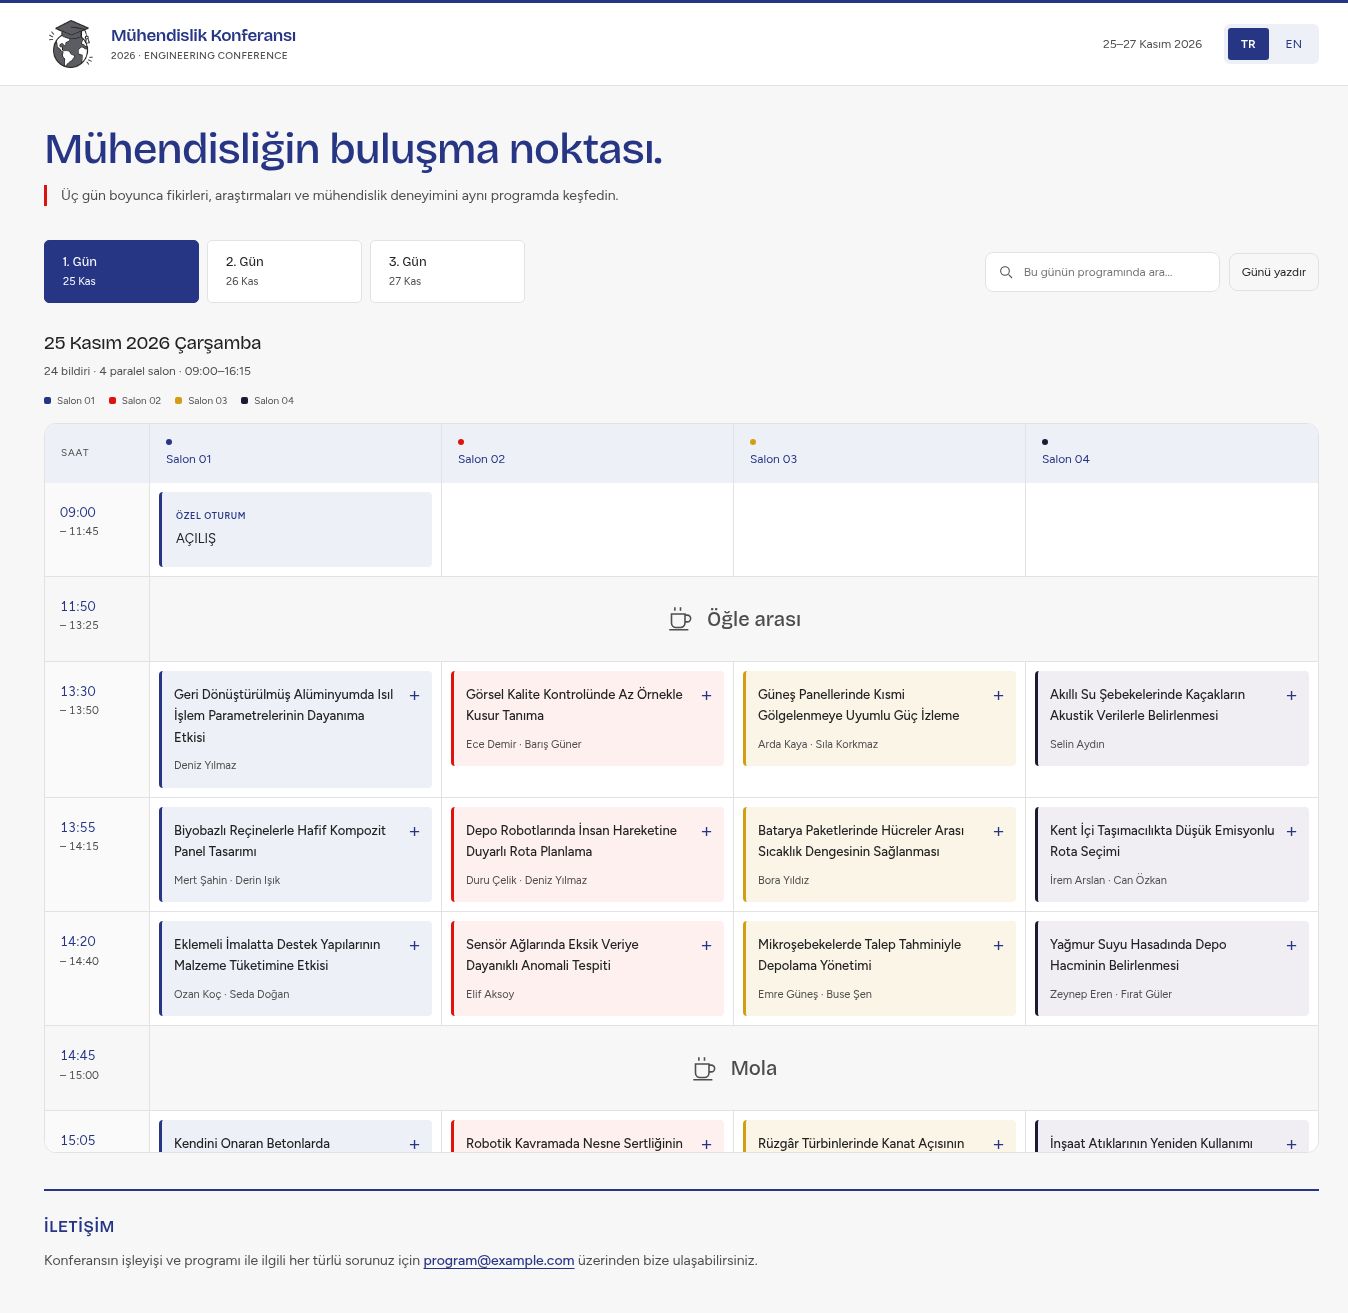 Mühendislik Konferansı
2026 · ENGINEERING CONFERENCE
25–27 Kasım 2026
TR
EN
Mühendisliğin buluşma noktası.
Üç gün boyunca fikirleri, araştırmaları ve mühendislik deneyimini aynı programda keşfedin.
1. Gün
25 Kas
2. Gün
26 Kas
3. Gün
27 Kas
Bu günün programında ara...
Günü yazdır
25 Kasım 2026 Çarşamba
24 bildiri · 4 paralel salon · 09:00–16:15
Salon 01
Salon 02
Salon 03
Salon 04
SAAT
Salon 01
Salon 02
Salon 03
Salon 04
09:00
– 11:45
ÖZEL OTURUM
AÇILIŞ
11:50
– 13:25
Öğle arası
13:30
– 13:50
Geri Dönüştürülmüş Alüminyumda Isıl
İşlem Parametrelerinin Dayanıma
Etkisi
Deniz Yılmaz
+
Görsel Kalite Kontrolünde Az Örnekle
Kusur Tanıma
Ece Demir · Barış Güner
+
Güneş Panellerinde Kısmi
Gölgelenmeye Uyumlu Güç İzleme
Arda Kaya · Sıla Korkmaz
+
Akıllı Su Şebekelerinde Kaçakların
Akustik Verilerle Belirlenmesi
Selin Aydın
+
13:55
– 14:15
Biyobazlı Reçinelerle Hafif Kompozit
Panel Tasarımı
Mert Şahin · Derin Işık
+
Depo Robotlarında İnsan Hareketine
Duyarlı Rota Planlama
Duru Çelik · Deniz Yılmaz
+
Batarya Paketlerinde Hücreler Arası
Sıcaklık Dengesinin Sağlanması
Bora Yıldız
+
Kent İçi Taşımacılıkta Düşük Emisyonlu
Rota Seçimi
İrem Arslan · Can Özkan
+
14:20
– 14:40
Eklemeli İmalatta Destek Yapılarının
Malzeme Tüketimine Etkisi
Ozan Koç · Seda Doğan
+
Sensör Ağlarında Eksik Veriye
Dayanıklı Anomali Tespiti
Elif Aksoy
+
Mikroşebekelerde Talep Tahminiyle
Depolama Yönetimi
Emre Güneş · Buse Şen
+
Yağmur Suyu Hasadında Depo
Hacminin Belirlenmesi
Zeynep Eren · Fırat Güler
+
14:45
– 15:00
Mola
15:05
Kendini Onaran Betonlarda
+
Robotik Kavramada Nesne Sertliğinin
+
Rüzgâr Türbinlerinde Kanat Açısının
+
İnşaat Atıklarının Yeniden Kullanımı
+
İLETİŞİM
Konferansın işleyişi ve programı ile ilgili her türlü sorunuz için program@example.com üzerinden bize ulaşabilirsiniz.